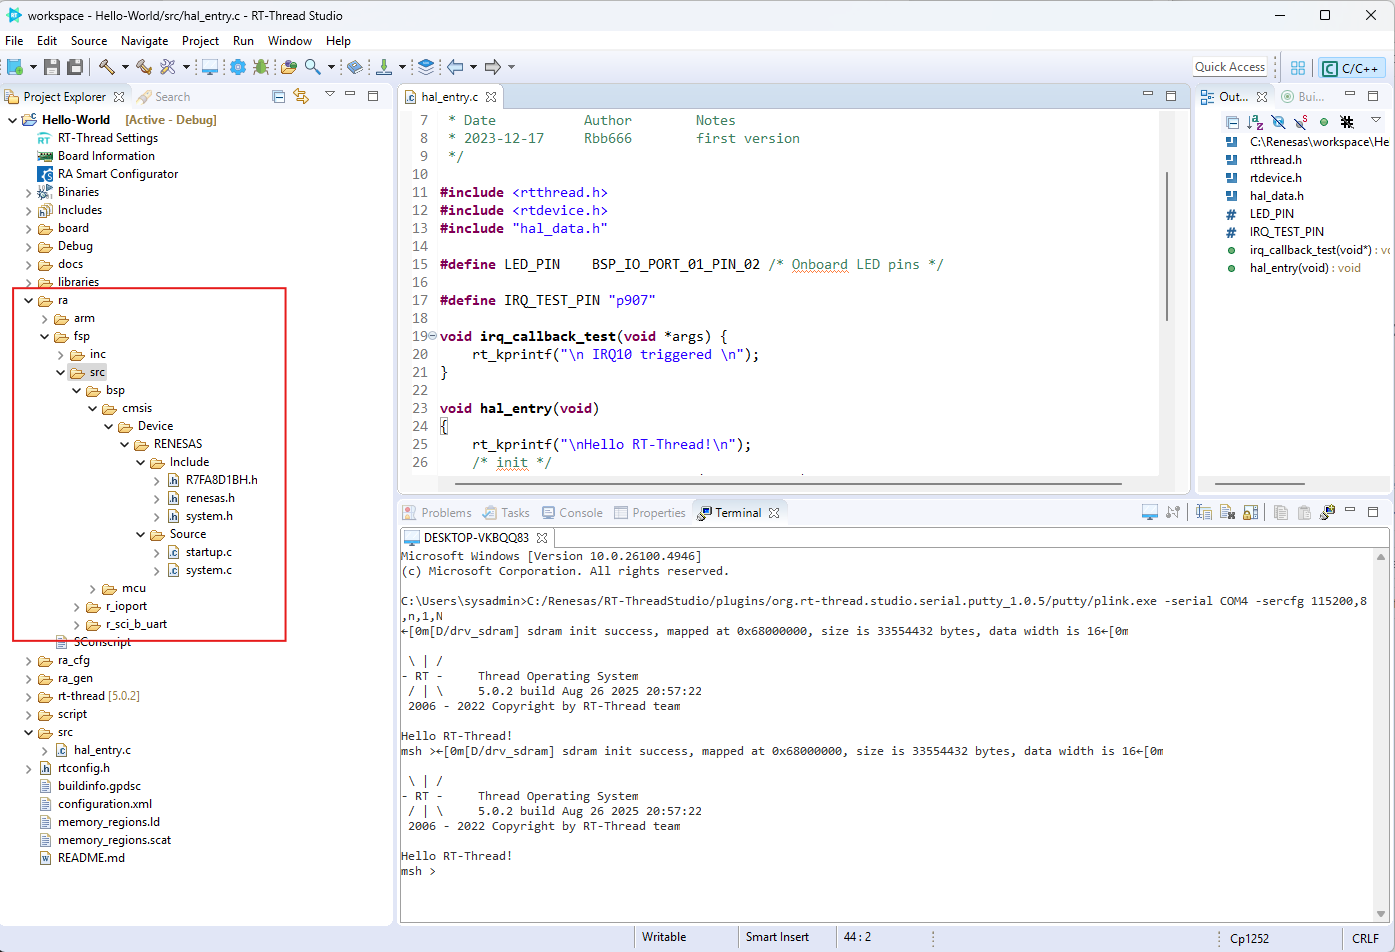 workspace - Hello-World/src/hal_entry.c - RT-Thread Studio
File Edit Source Navigate Project Run Window Help
Quick Access
C/C++
Project Explorer
Search
Hello-World [Active - Debug]
RT-Thread Settings
Board Information
RA Smart Configurator
Binaries
Includes
board
Debug
docs
libraries
ra
arm
fsp
inc
src
bsp
cmsis
Device
RENESAS
Include
R7FA8D1BH.h
renesas.h
system.h
Source
startup.c
system.c
mcu
r_ioport
r_sci_b_uart
SConscript
ra_cfg
ra_gen
rt-thread [5.0.2]
script
src
hal_entry.c
rtconfig.h
buildinfo.gpdsc
configuration.xml
memory_regions.ld
memory_regions.scat
README.md
hal_entry.c
7 * Date Author Notes
8 * 2023-12-17 Rbb666 first version
9 */
10
11 #include <rtthread.h>
12 #include <rtdevice.h>
13 #include "hal_data.h"
14
15 #define LED_PIN BSP_IO_PORT_01_PIN_02 /* Onboard LED pins */
16
17 #define IRQ_TEST_PIN "p907"
18
19 void irq_callback_test(void *args) {
20 rt_kprintf("\n IRQ10 triggered \n");
21 }
22
23 void hal_entry(void)
24 {
25 rt_kprintf("\nHello RT-Thread!\n");
26 /* init */
Out...
Bui...
C:\Renesas\workspace\He
rtthread.h
rtdevice.h
hal_data.h
LED_PIN
IRQ_TEST_PIN
irq_callback_test(void*) : vo
hal_entry(void) : void
Problems
Tasks
Console
Properties
Terminal
DESKTOP-VKBQQ83
Microsoft Windows [Version 10.0.26100.4946]
(c) Microsoft Corporation. All rights reserved.
C:\Users\sysadmin>C:/Renesas/RT-ThreadStudio/plugins/org.rt-thread.studio.serial.putty_1.0.5/putty/plink.exe -serial COM4 -sercfg 115200,8
,n,1,N
←[0m[D/drv_sdram] sdram init success, mapped at 0x68000000, size is 33554432 bytes, data width is 16←[0m
\ | /
- RT - Thread Operating System
/ | \ 5.0.2 build Aug 26 2025 20:57:22
2006 - 2022 Copyright by RT-Thread team
Hello RT-Thread!
msh >←[0m[D/drv_sdram] sdram init success, mapped at 0x68000000, size is 33554432 bytes, data width is 16←[0m
\ | /
- RT - Thread Operating System
/ | \ 5.0.2 build Aug 26 2025 20:57:22
2006 - 2022 Copyright by RT-Thread team
Hello RT-Thread!
msh >
Writable
Smart Insert
44 : 2
Cp1252
CRLF